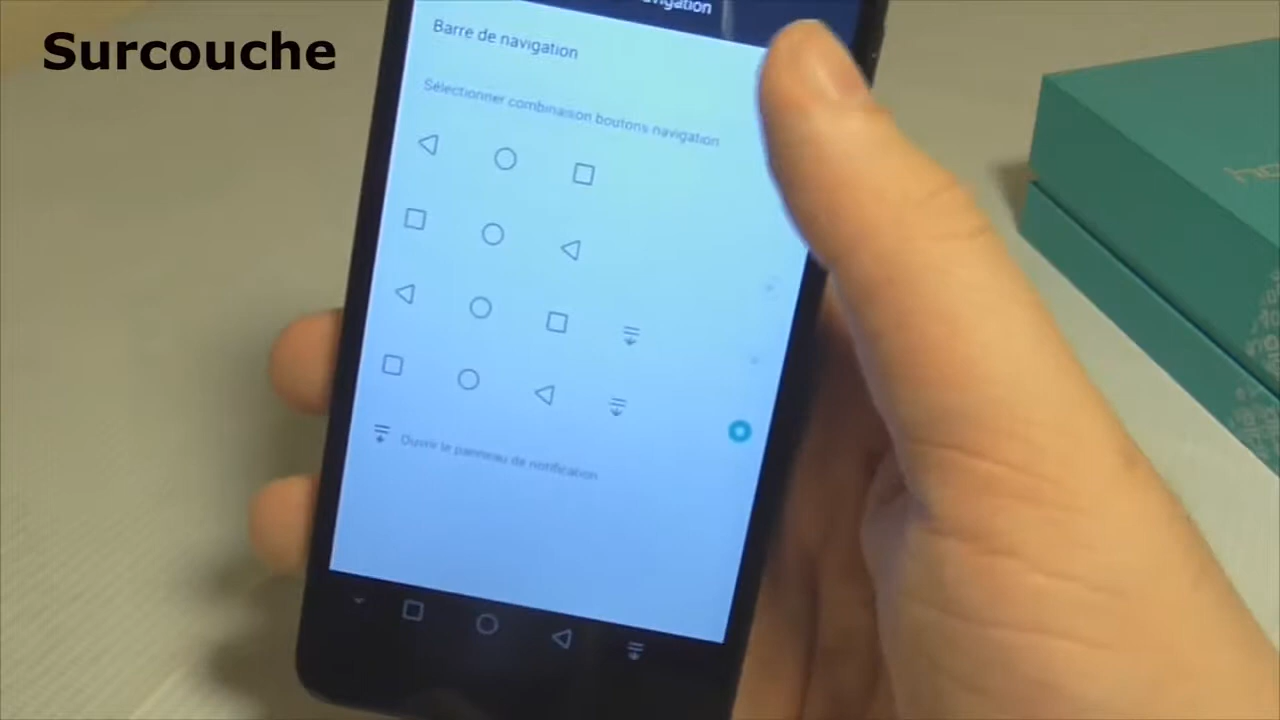 Surcouche
Barre de navigation
Sélectionner combinaison boutons navigation
Ouvrir le panneau de notification